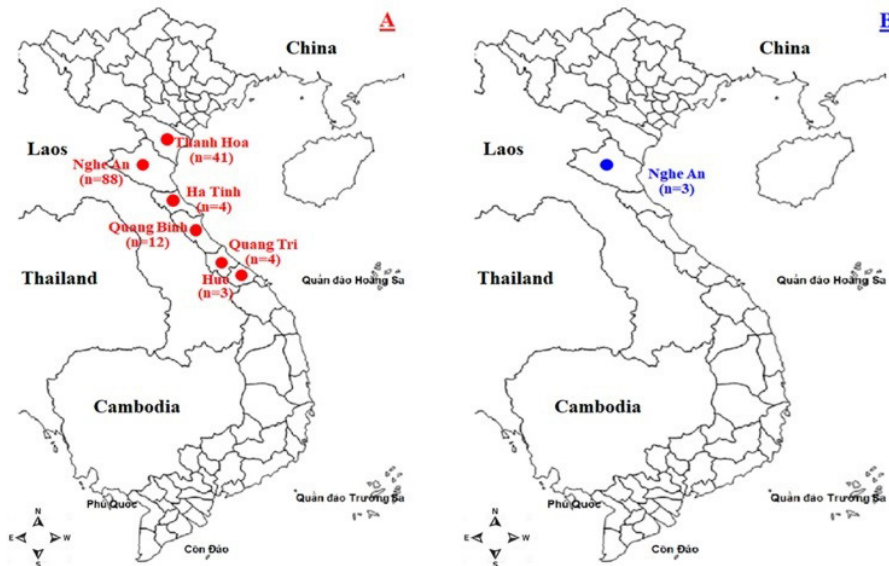 A
China
Laos
Thanh Hoa
(n=41)
Nghe An
(n=88)
Ha Tinh
(n=4)
Quang Binh
(n=12)
Quang Tri
(n=4)
Hue
(n=3)
Thailand
Quần đảo Hoàng Sa
Cambodia
Phú Quốc
Quần đảo Trường Sa
Côn Đảo
N
E
W
S
B
China
Laos
Nghe An
(n=3)
Thailand
Quần đảo Hoàng Sa
Cambodia
Phú Quốc
Quần đảo Trường Sa
Côn Đảo
N
E
W
S